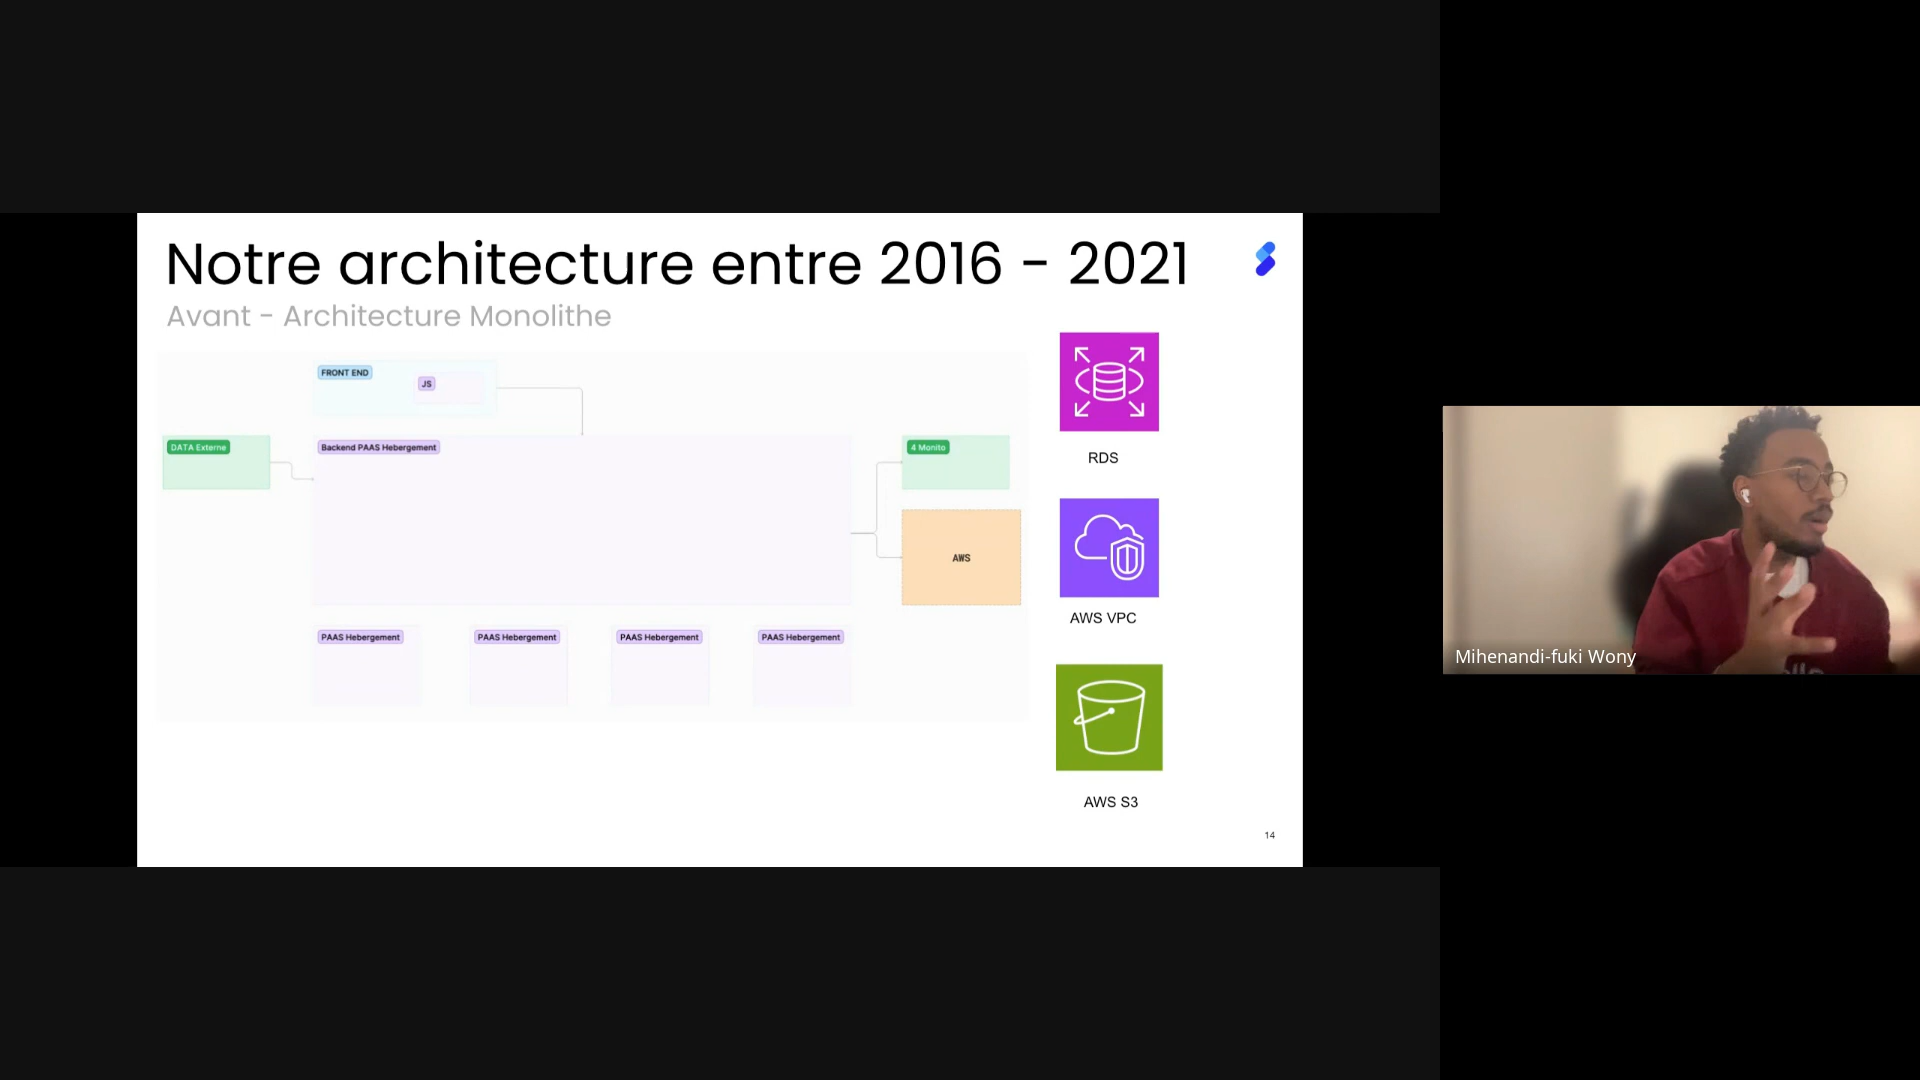 Notre architecture entre 2016 - 2021
Avant - Architecture Monolithe
FRONT END
JS
DATA Externe
Backend PAAS Hebergement
4 Monito
AWS
PAAS Hebergement
PAAS Hebergement
PAAS Hebergement
PAAS Hebergement
RDS
AWS VPC
AWS S3
14
Mihenandi-fuki Wony